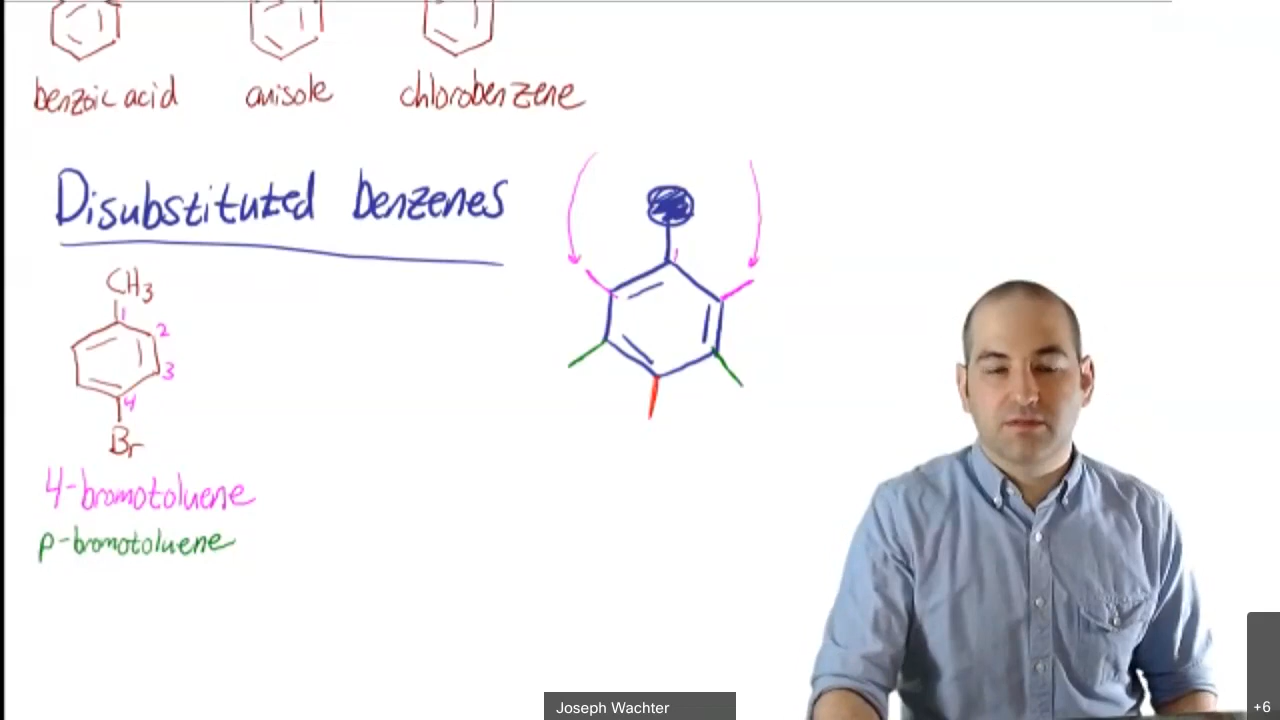 benzoic acid anisole chlorobenzene
Disubstituted benzenes
CH3
1
1
2
3
4
Br
4-bromotoluene
p-bromotoluene
Joseph Wachter
+6